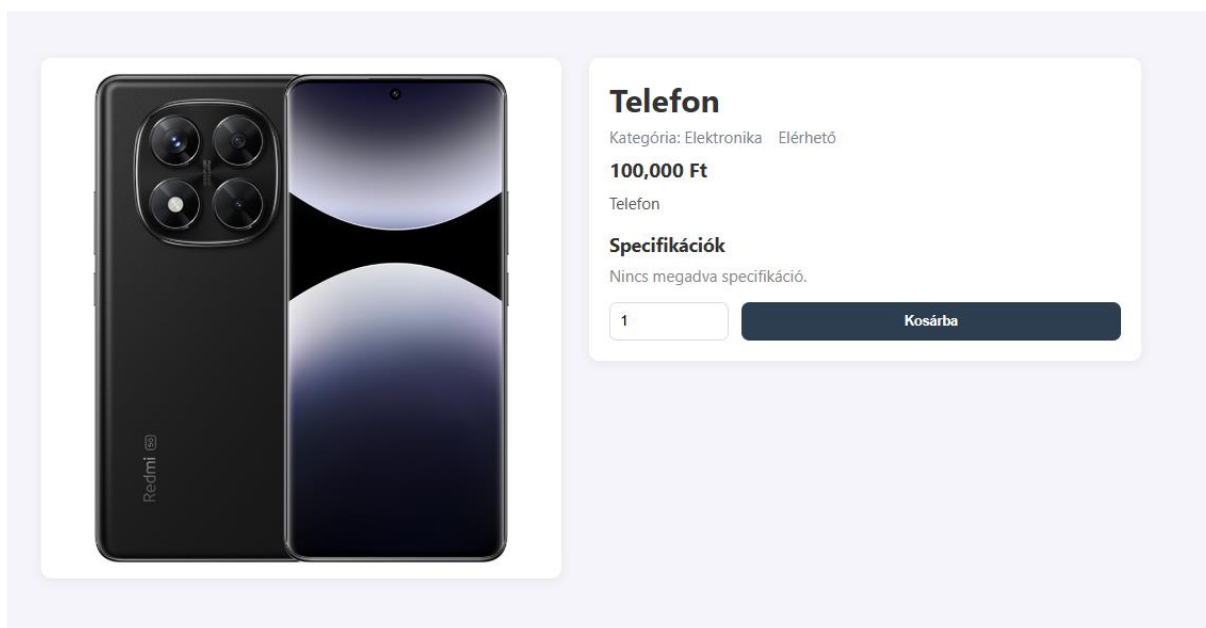 Redmi 5G
Telefon
Kategória: Elektronika Elérhető
100,000 Ft
Telefon
Specifikációk
Nincs megadva specifikáció.
1
Kosárba